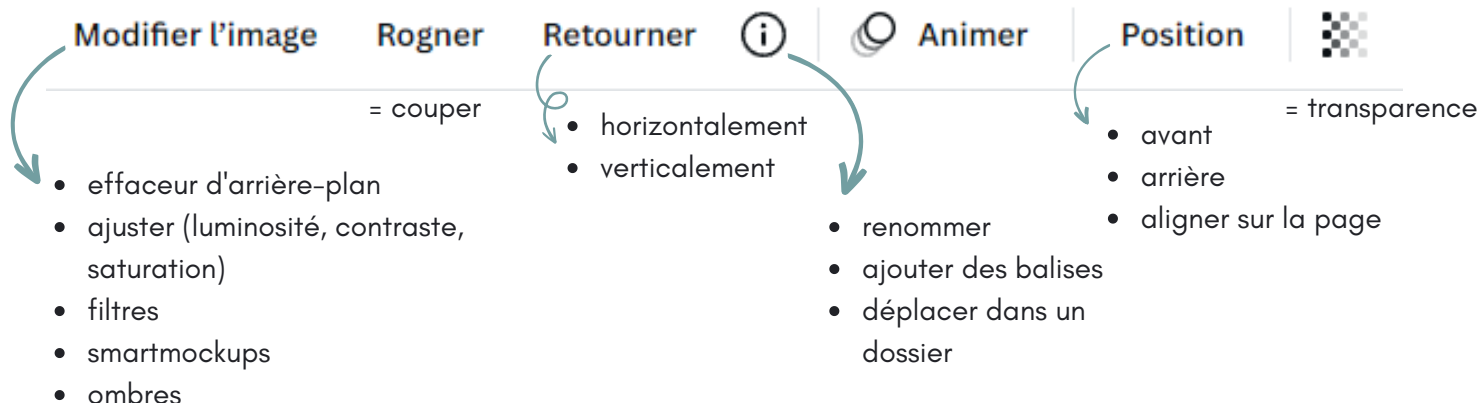 Modifier l’image Rogner Retourner Animer Position
= couper
= transparence
• horizontalement
• verticalement
• avant
• arrière
• aligner sur la page
• effaceur d'arrière-plan
• ajuster (luminosité, contraste,
saturation)
• filtres
• smartmockups
• ombres
• renommer
• ajouter des balises
• déplacer dans un
dossier